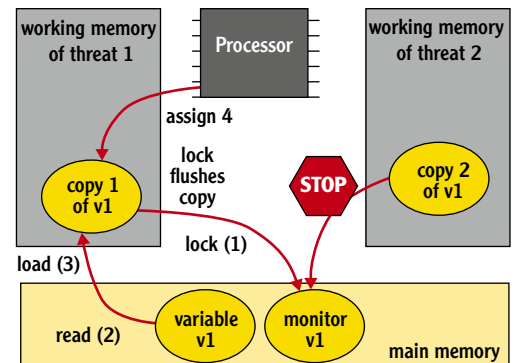 working memory
of threat 1
Processor
working memory
of threat 2
assign 4
lock
flushes
copy
STOP
copy 1
of v1
copy 2
of v1
lock (1)
load (3)
read (2)
variable
v1
monitor
v1
main memory